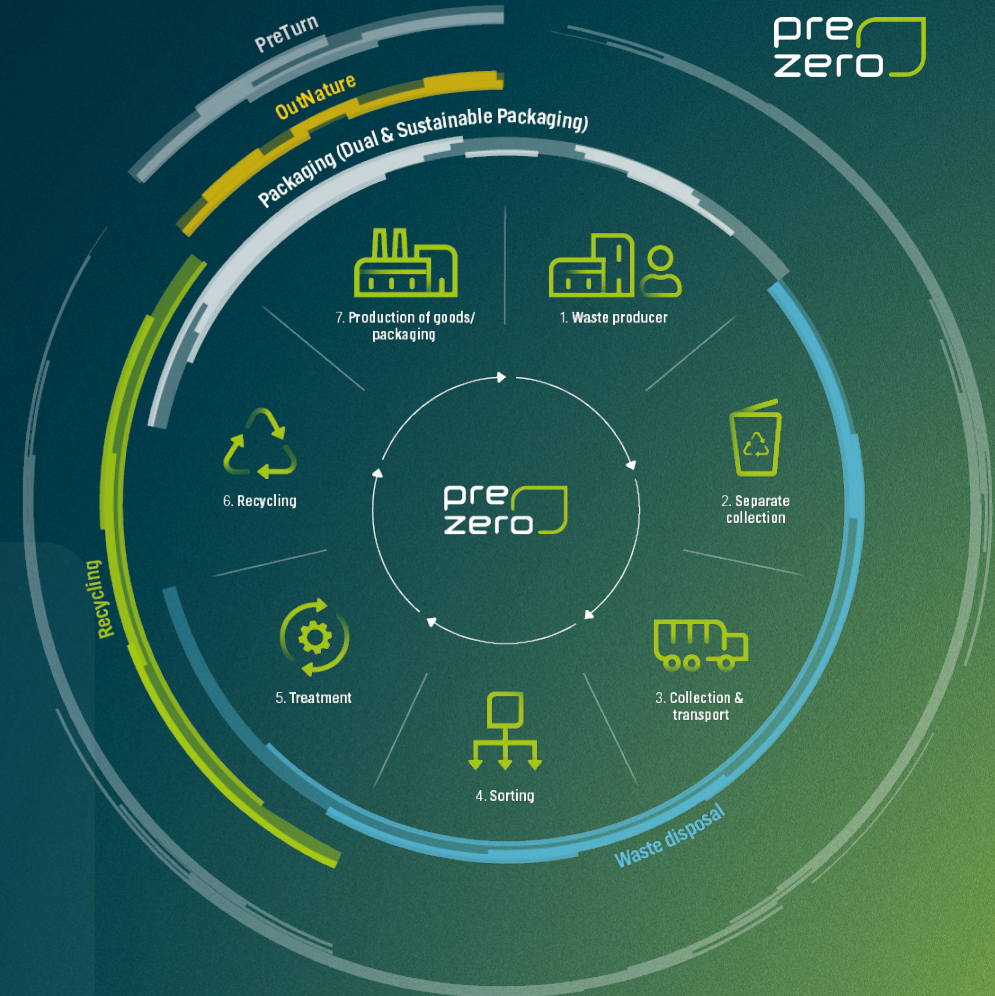 pre
zero
PreTurn
OutNature
Packaging (Dual & Sustainable Packaging)
7. Production of goods/
packaging
1. Waste producer
6. Recycling
2. Separate
collection
pre
zero
Recycling
5. Treatment
3. Collection &
transport
4. Sorting
Waste disposal